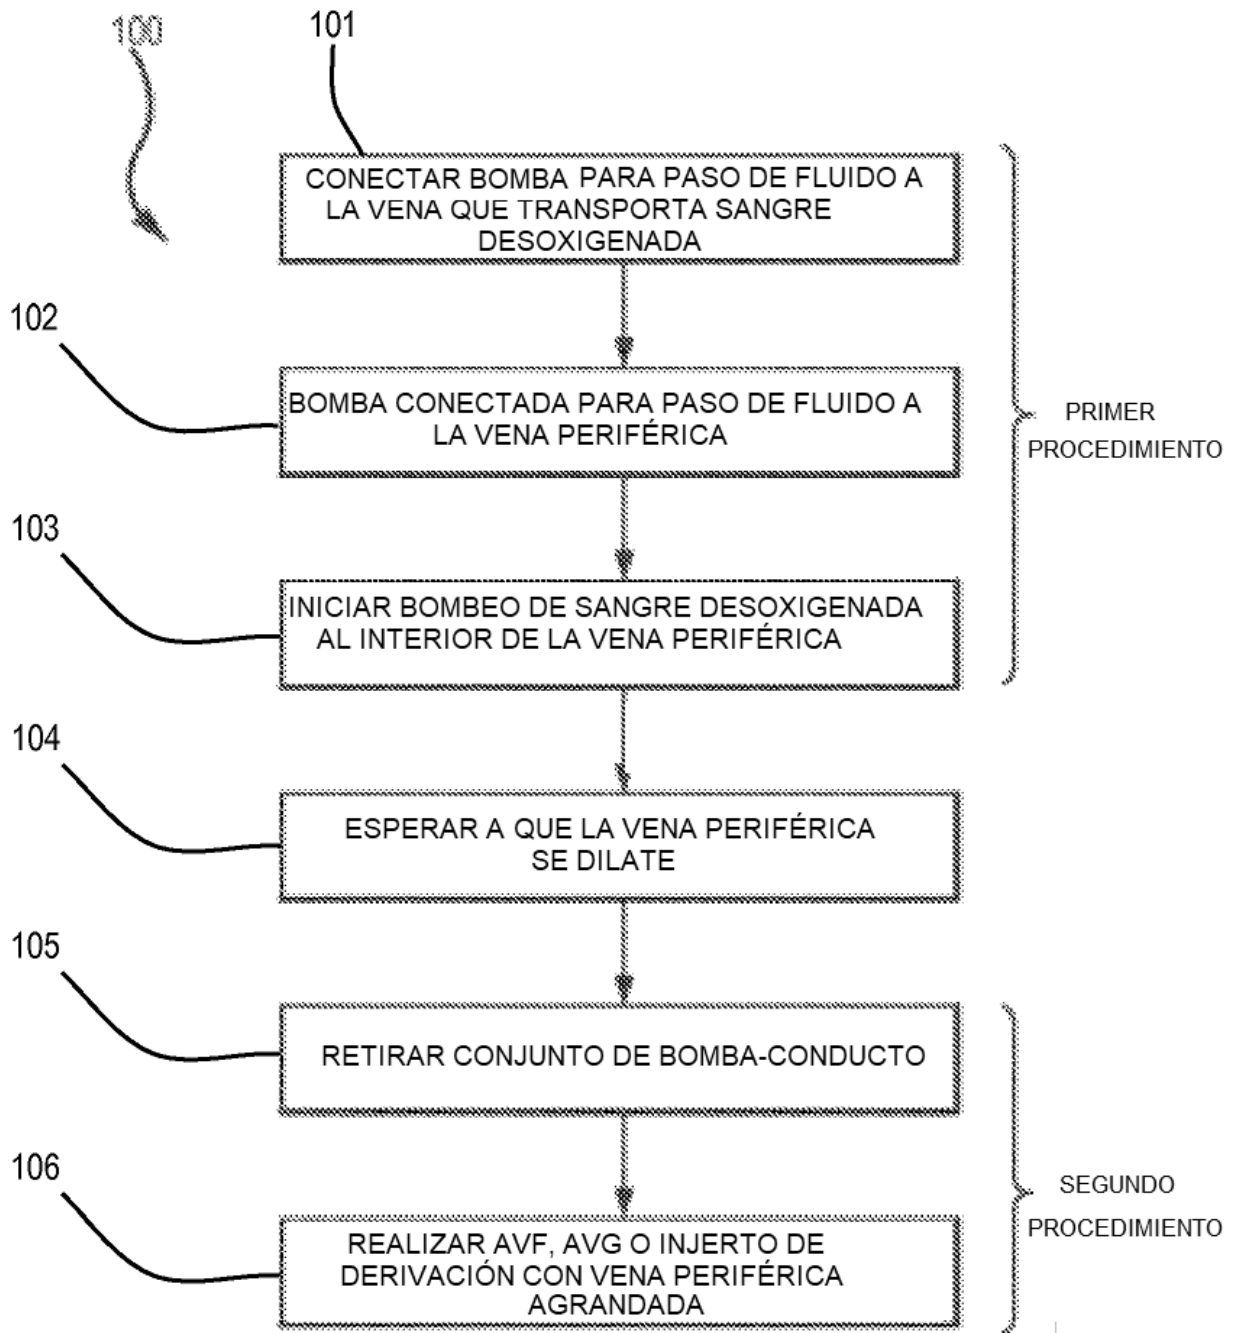 100
101
CONECTAR BOMBA PARA PASO DE FLUIDO A
LA VENA QUE TRANSPORTA SANGRE
DESOXIGENADA
102
BOMBA CONECTADA PARA PASO DE FLUIDO A
LA VENA PERIFÉRICA
PRIMER
PROCEDIMIENTO
103
INICIAR BOMBEO DE SANGRE DESOXIGENADA
AL INTERIOR DE LA VENA PERIFÉRICA
104
ESPERAR A QUE LA VENA PERIFÉRICA
SE DILATE
105
RETIRAR CONJUNTO DE BOMBA-CONDUCTO
106
REALIZAR AVF, AVG O INJERTO DE
DERIVACIÓN CON VENA PERIFÉRICA
AGRANDADA
SEGUNDO
PROCEDIMIENTO